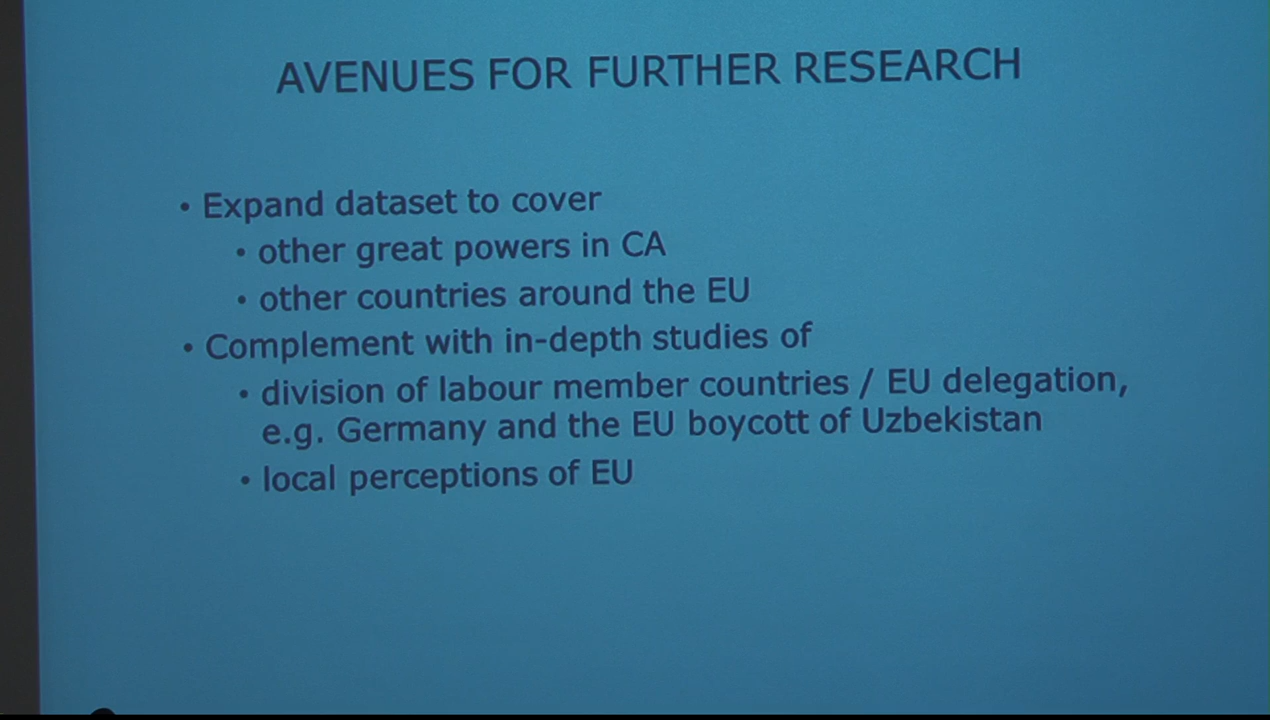 AVENUES FOR FURTHER RESEARCH
• Expand dataset to cover
• other great powers in CA
• other countries around the EU
• Complement with in-depth studies of
• division of labour member countries / EU delegation,
e.g. Germany and the EU boycott of Uzbekistan
• local perceptions of EU